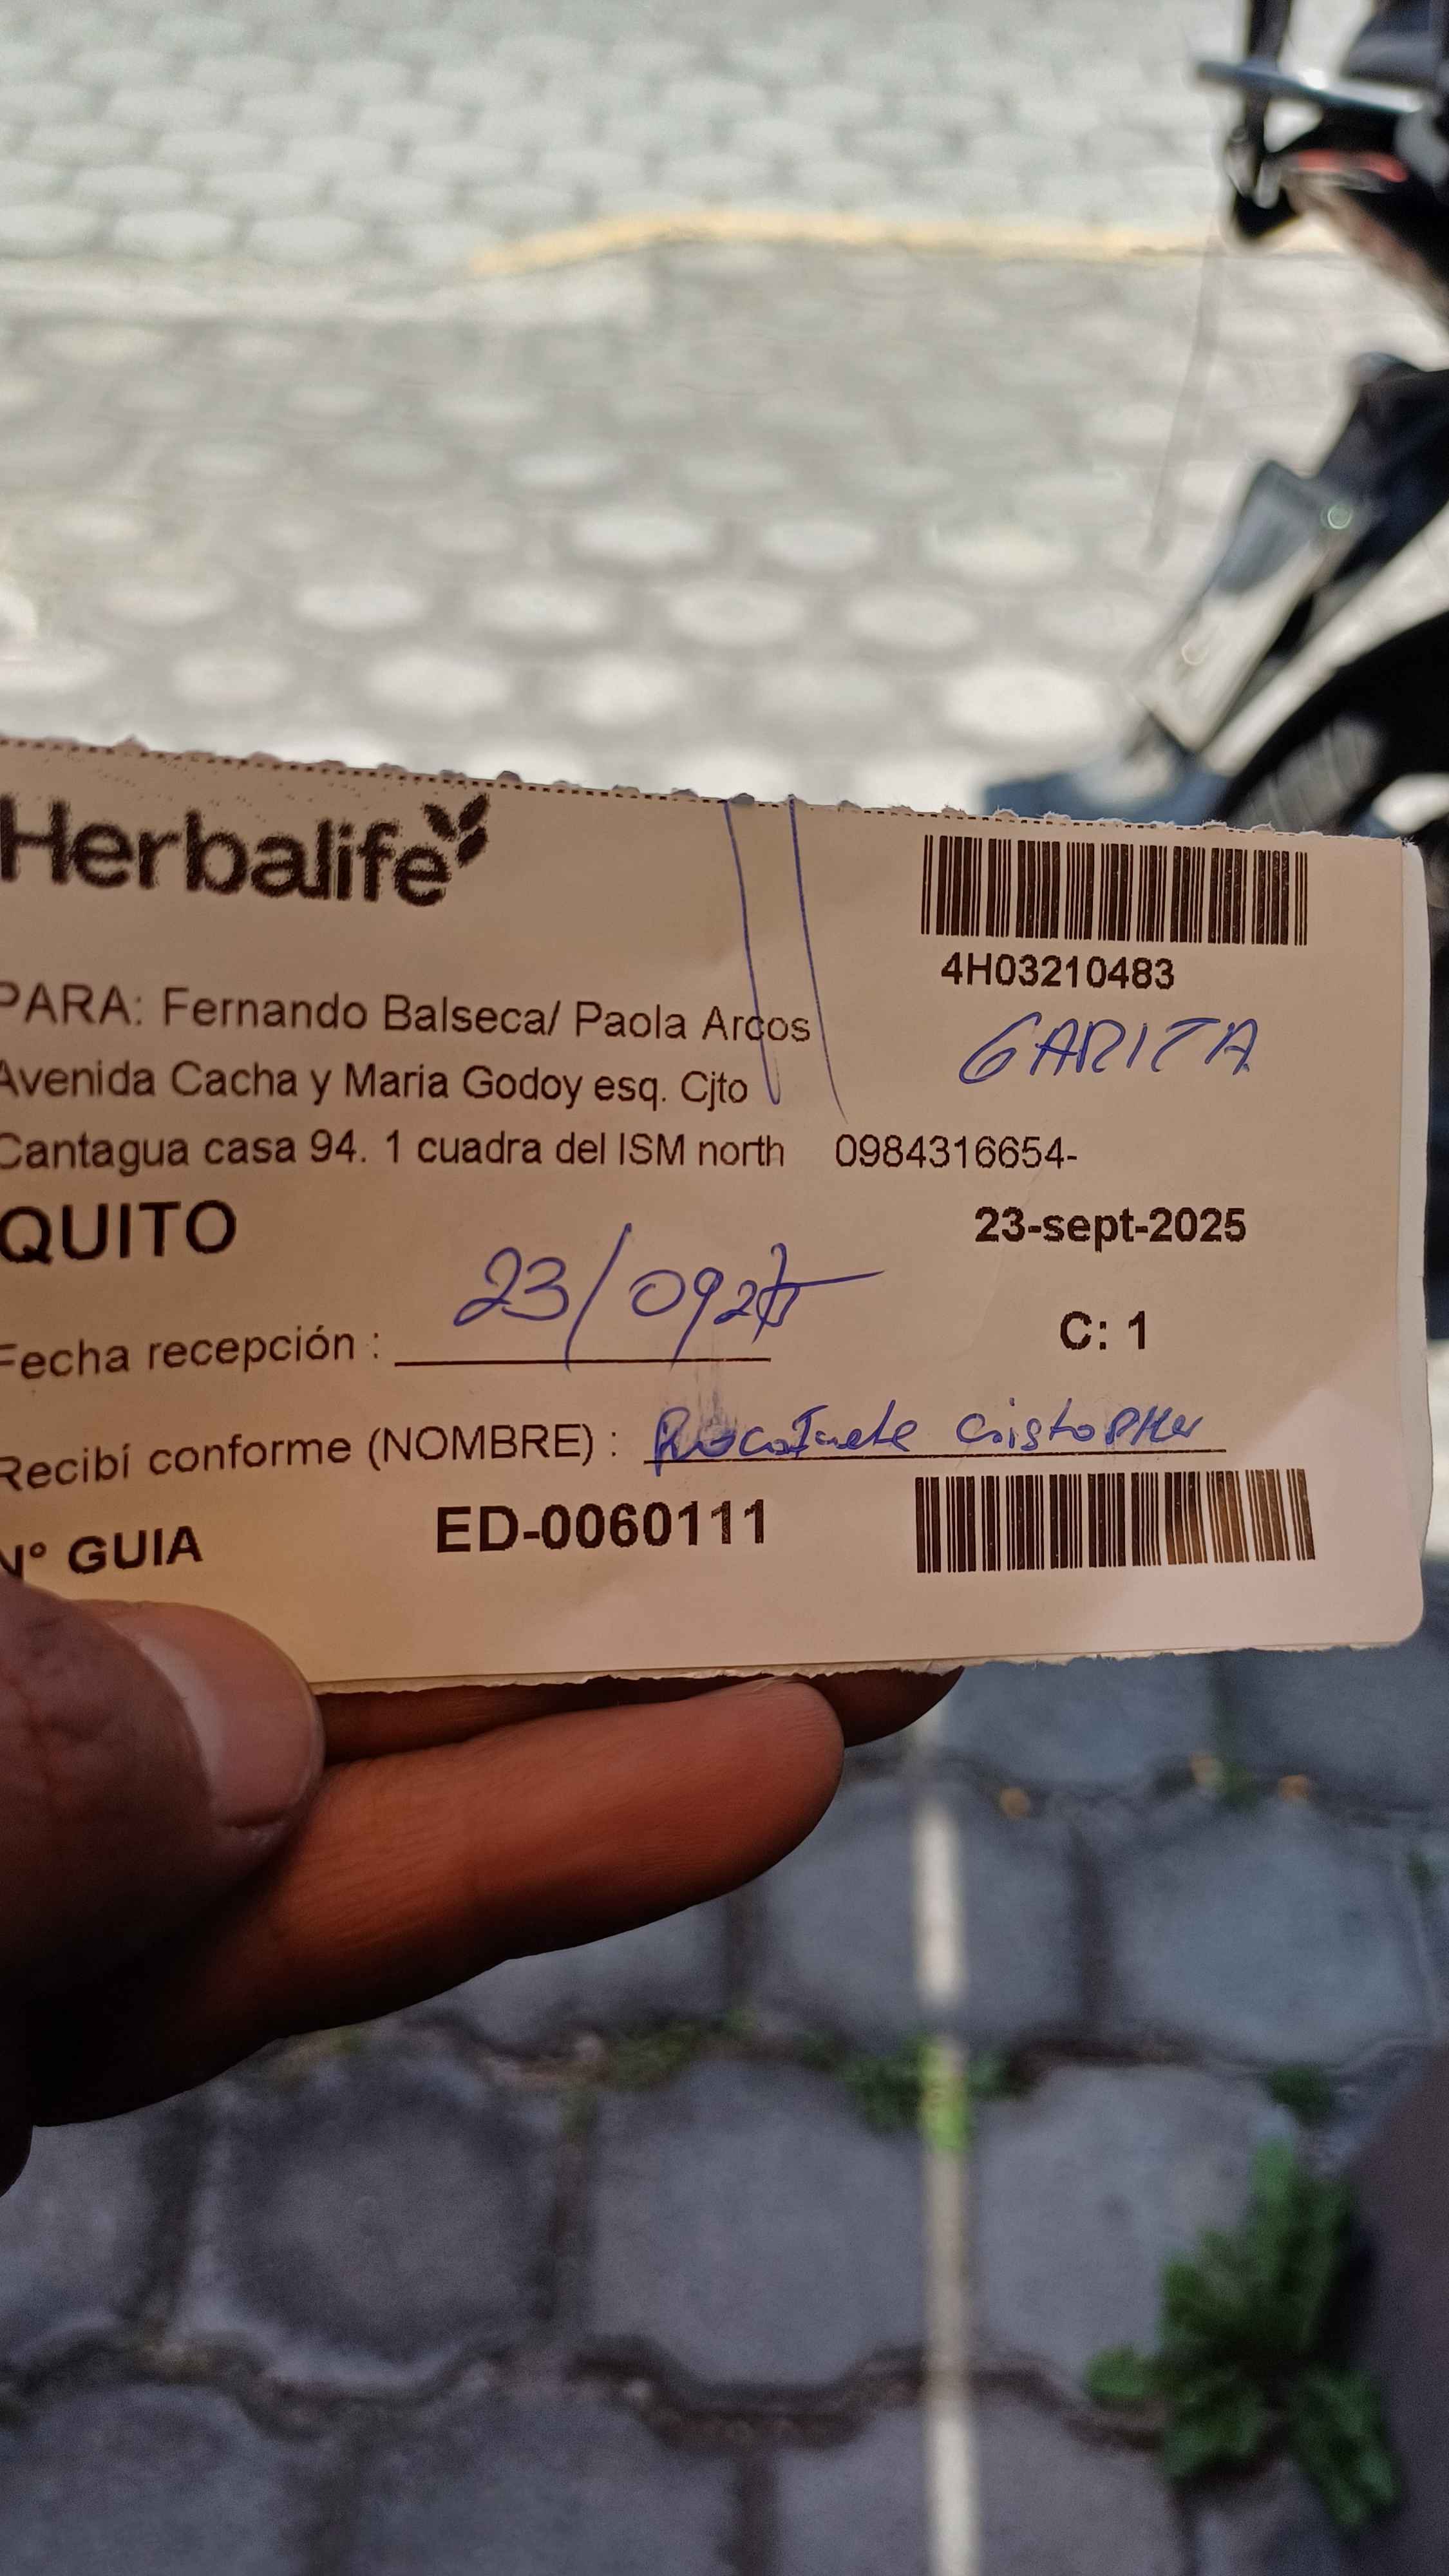 Herbalife
4H03210483
GARITA
PARA: Fernando Balseca/ Paola Arcos
Avenida Cacha y Maria Godoy esq. Cjto
Cantagua casa 94. 1 cuadra del ISM north 0984316654-
QUITO
23-sept-2025
Fecha recepción : 23/09
C: 1
Recibí conforme (NOMBRE) : Cristopher
Nº GUIA ED-0060111